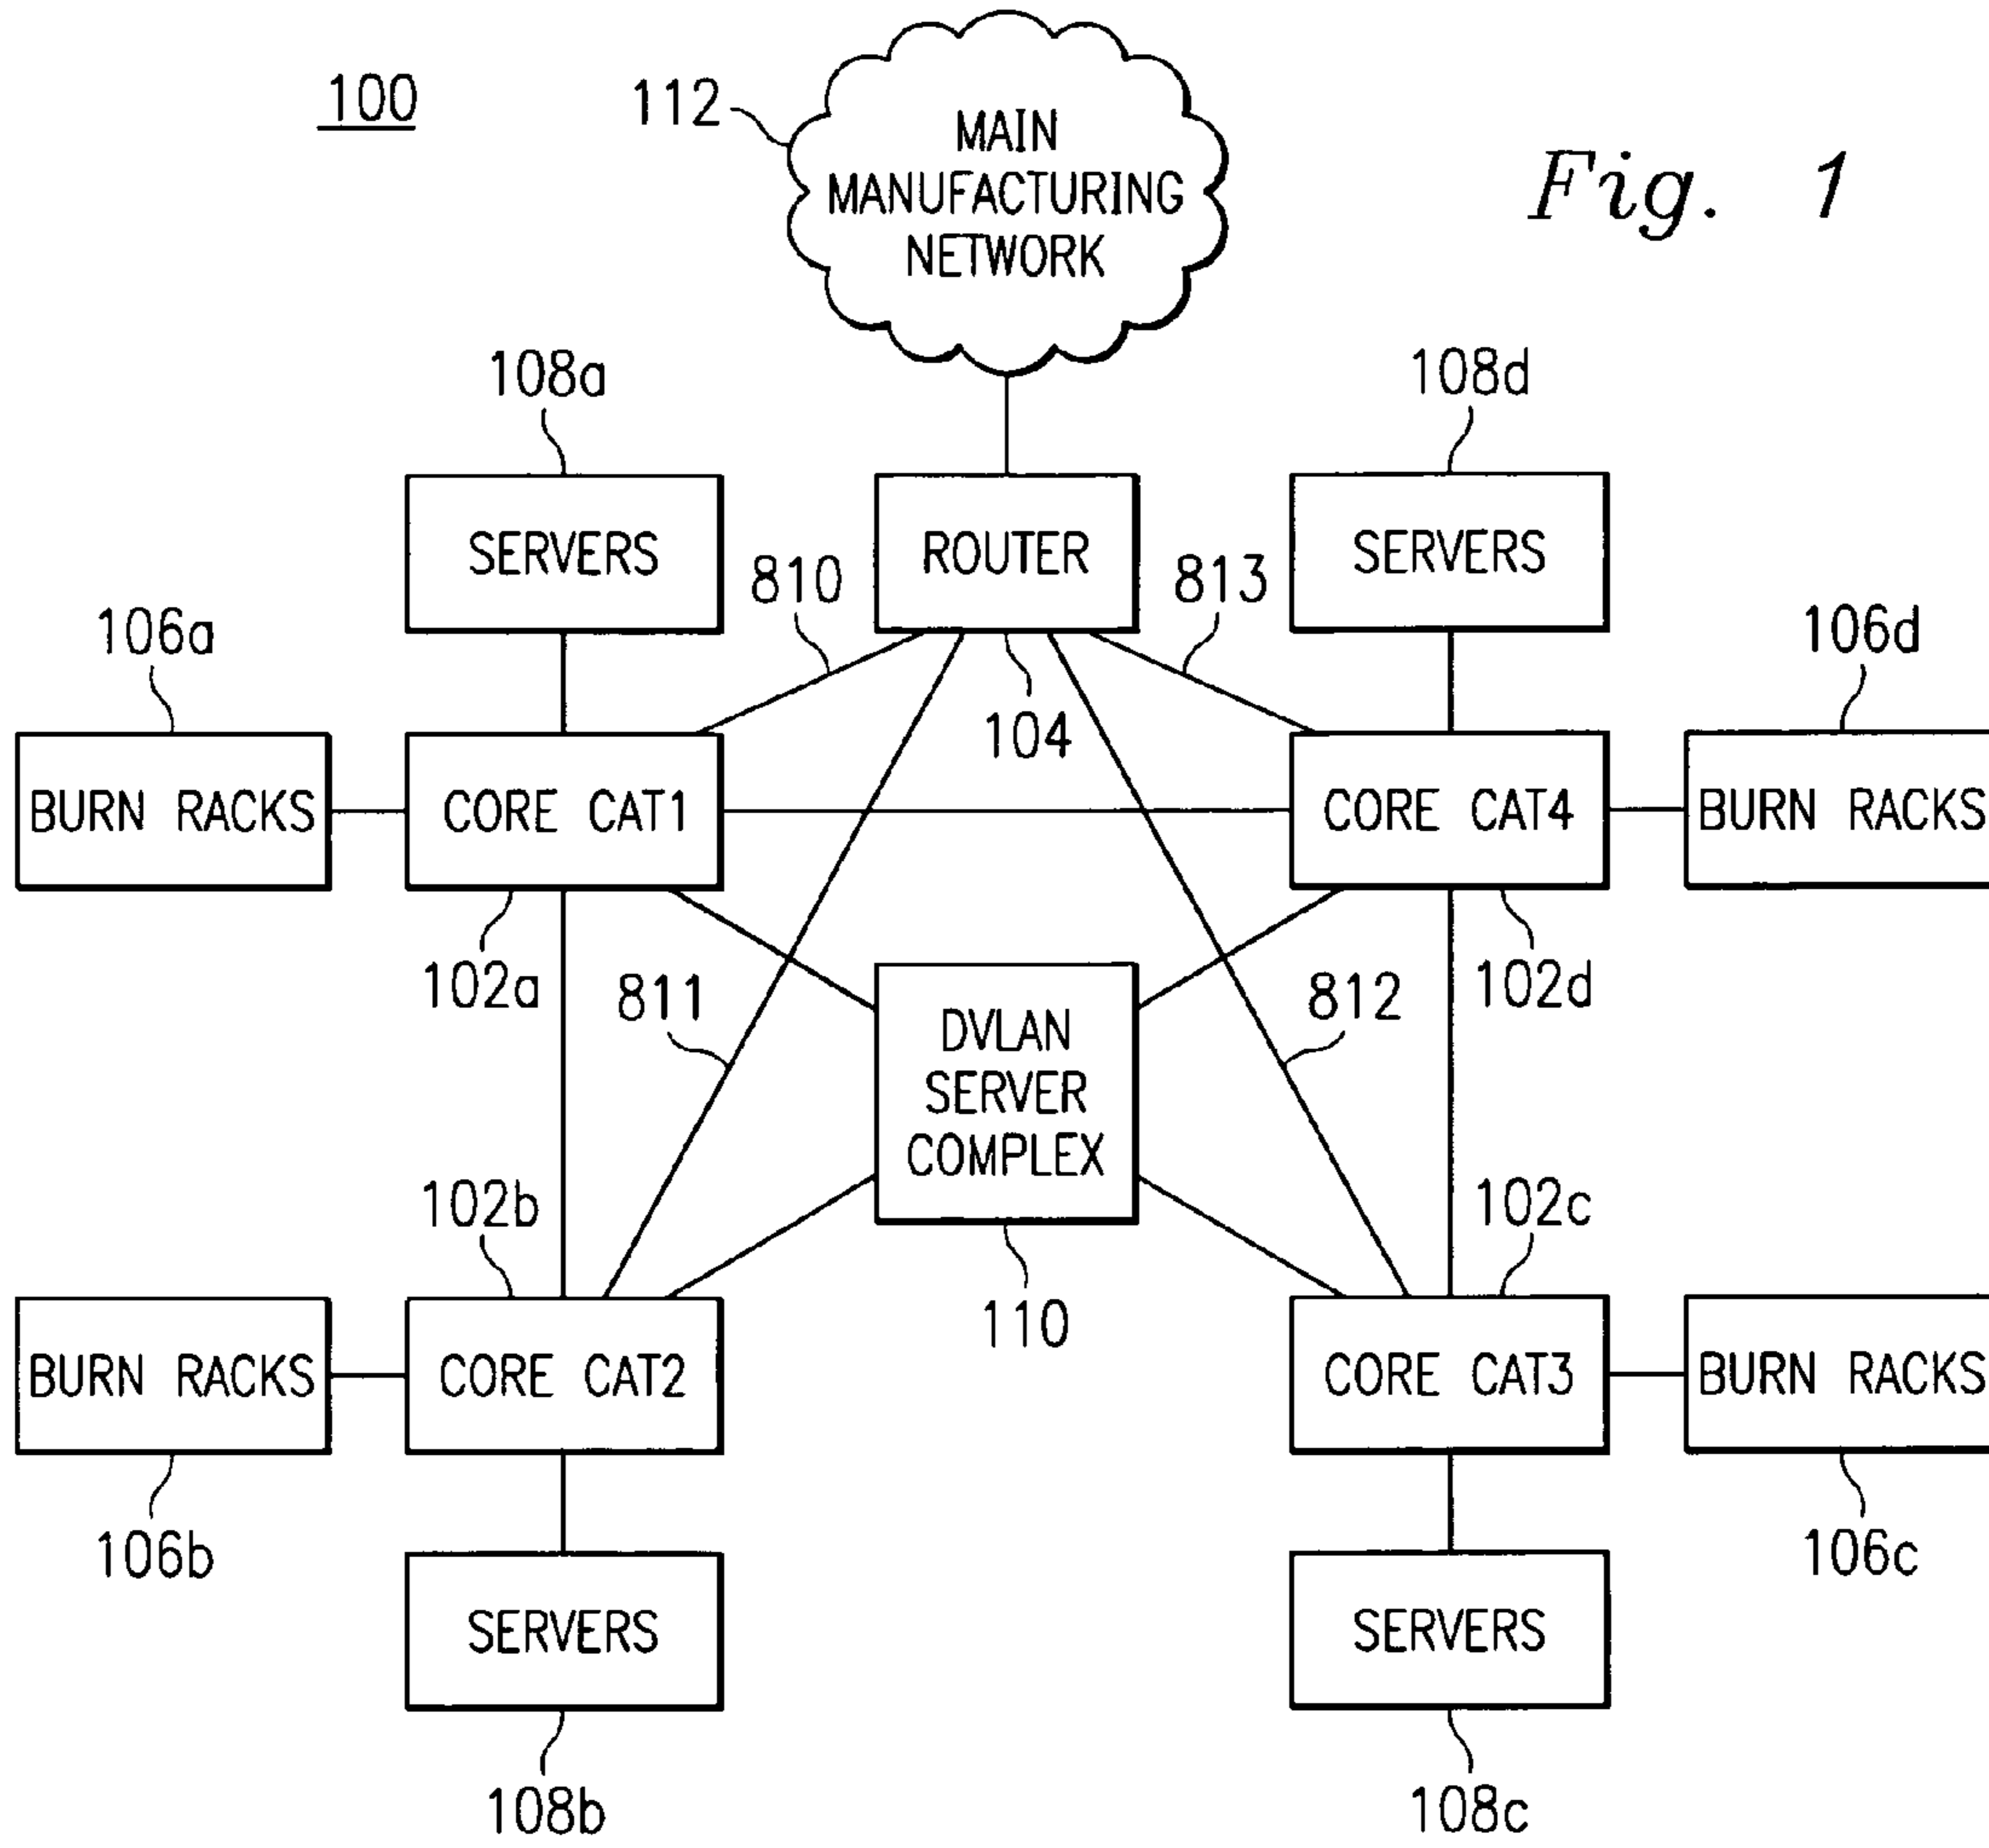 100
112
MAIN
MANUFACTURING
NETWORK
Fig. 1
108a
108d
SERVERS
ROUTER
SERVERS
810
813
106a
106d
104
BURN RACKS
CORE CAT1
CORE CAT4
BURN RACKS
102a
811
DVLAN
SERVER
COMPLEX
812
102d
102b
102c
110
BURN RACKS
CORE CAT2
CORE CAT3
BURN RACKS
106b
106c
SERVERS
SERVERS
108b
108c